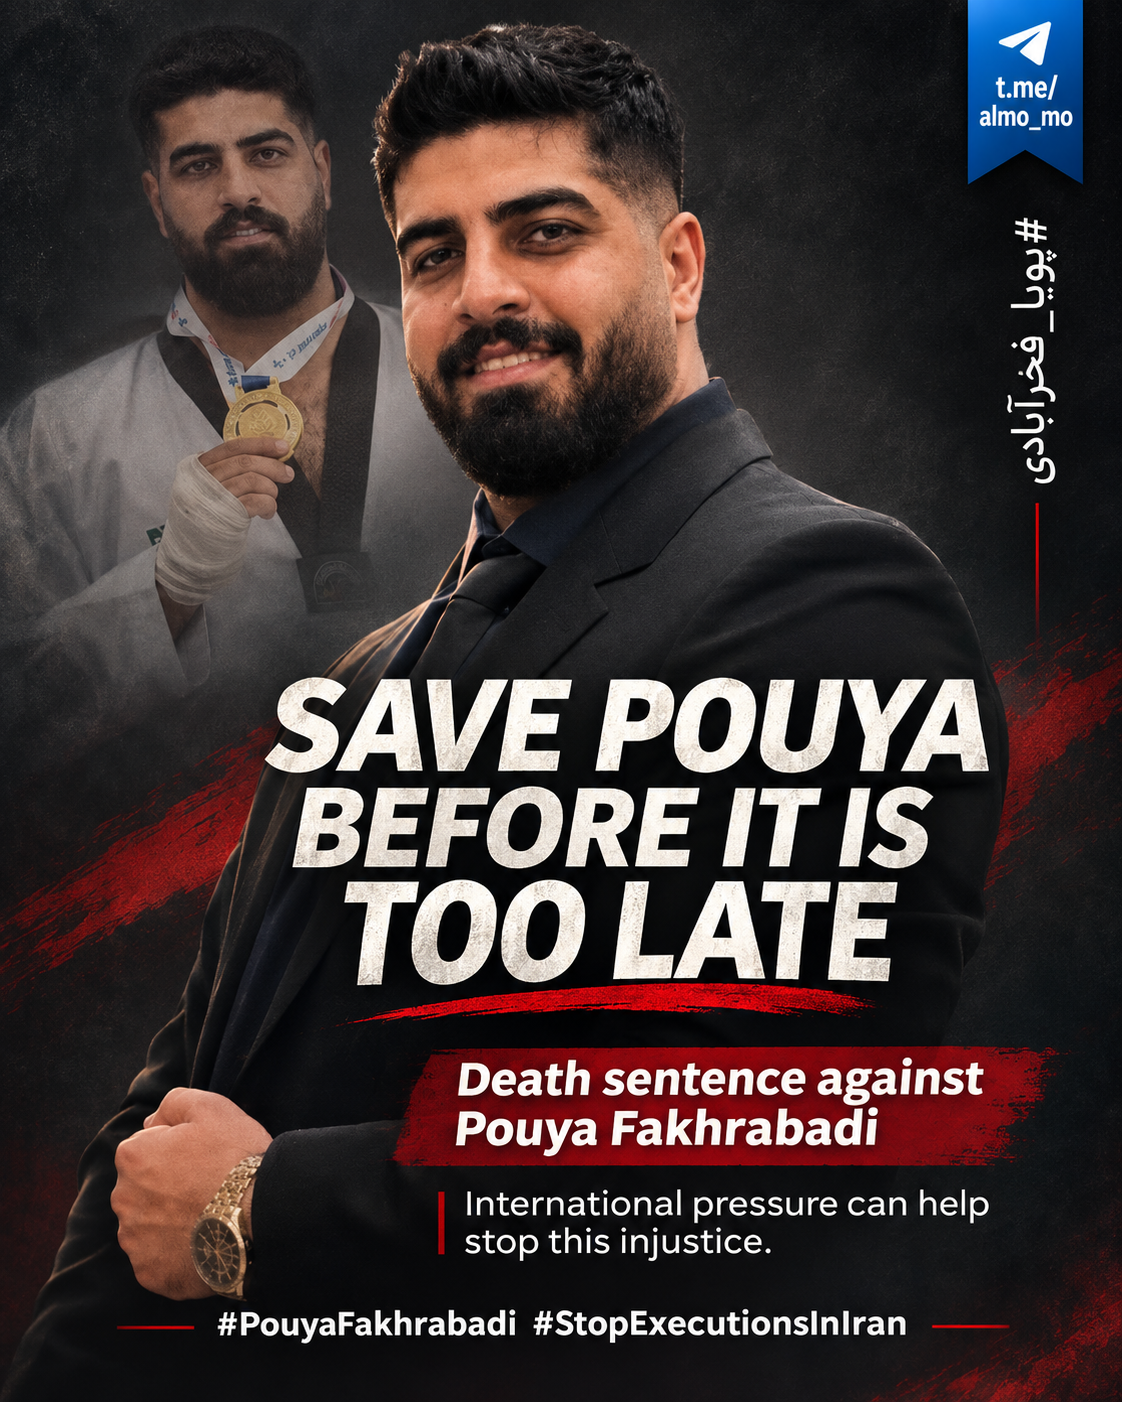 t.me/
almo_mo
#پویا_فخرآبادی
SAVE POUYA
BEFORE IT IS
TOO LATE
Death sentence against
Pouya Fakhrabadi
International pressure can help
stop this injustice.
#PouyaFakhrabadi #StopExecutionsInIran